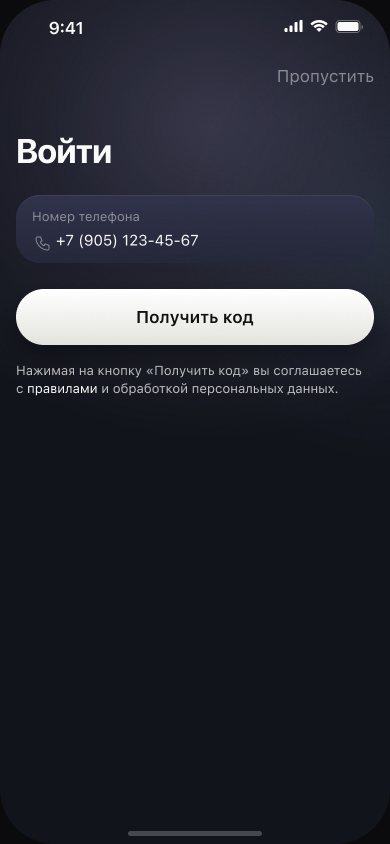 9:41
Пропустить
Войти
Номер телефона
+7 (905) 123-45-67
Получить код
Нажимая на кнопку «Получить код» вы соглашаетесь
с правилами и обработкой персональных данных.